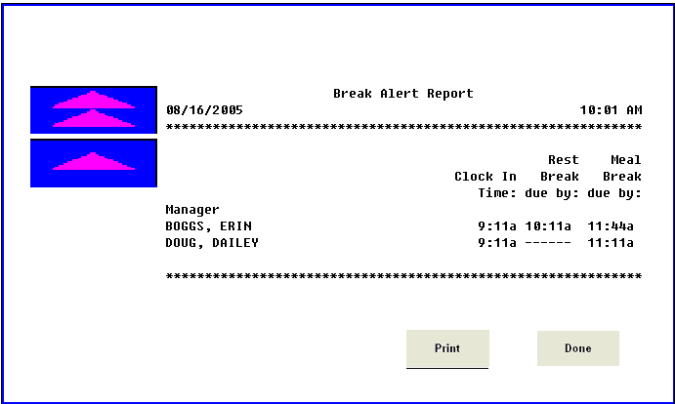 Break Alert Report
08/16/2005 10:01 AM
*************************************************************
Rest Meal
Clock In Break Break
Time: due by: due by:
Manager
BOGGS, ERIN 9:11a 10:11a 11:44a
DOUG, DAILEY 9:11a ------ 11:11a
*************************************************************
Print Done